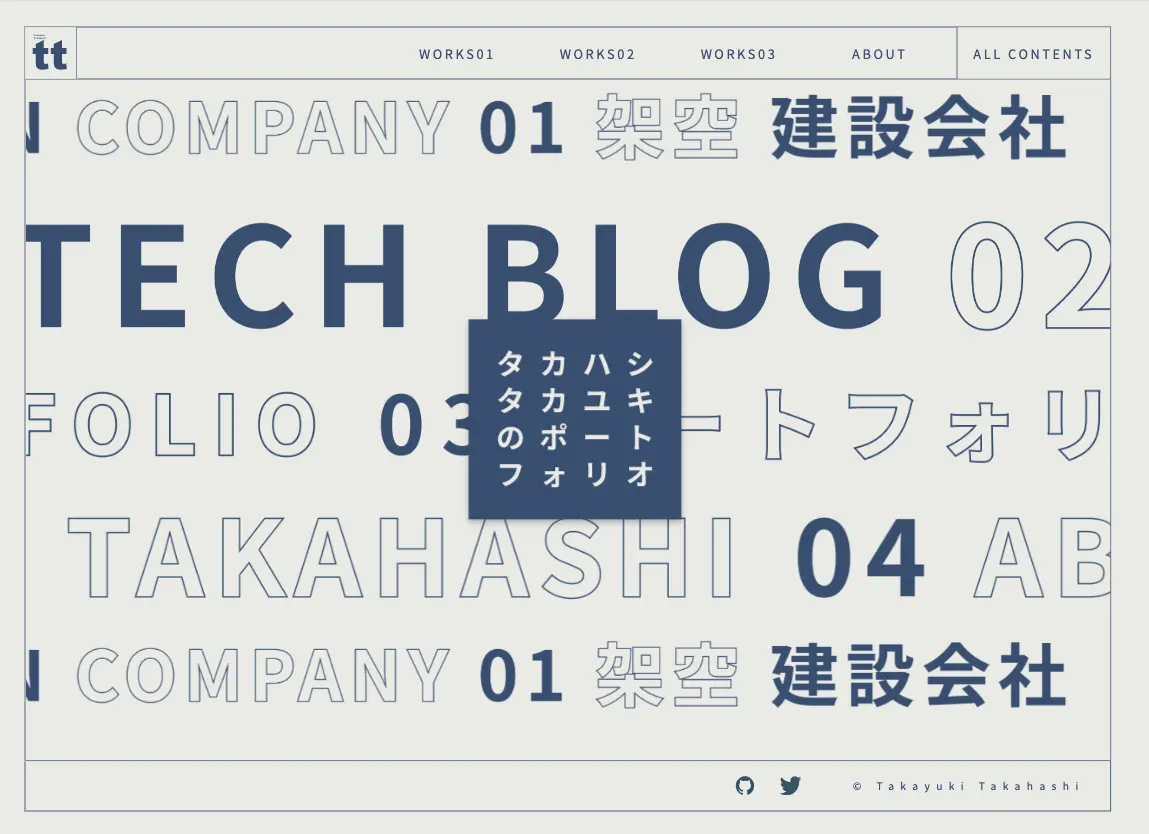 tt
WORKS01
WORKS02
WORKS03
ABOUT
ALL CONTENTS
N COMPANY 01 架空 建設会社
TECH BLOG 02
FOLIO 03 ートフォリ
タカハシ
タカユキ
のポート
フォリオ
TAKAHASHI 04 AB
N COMPANY 01 架空 建設会社
© Takayuki Takahashi